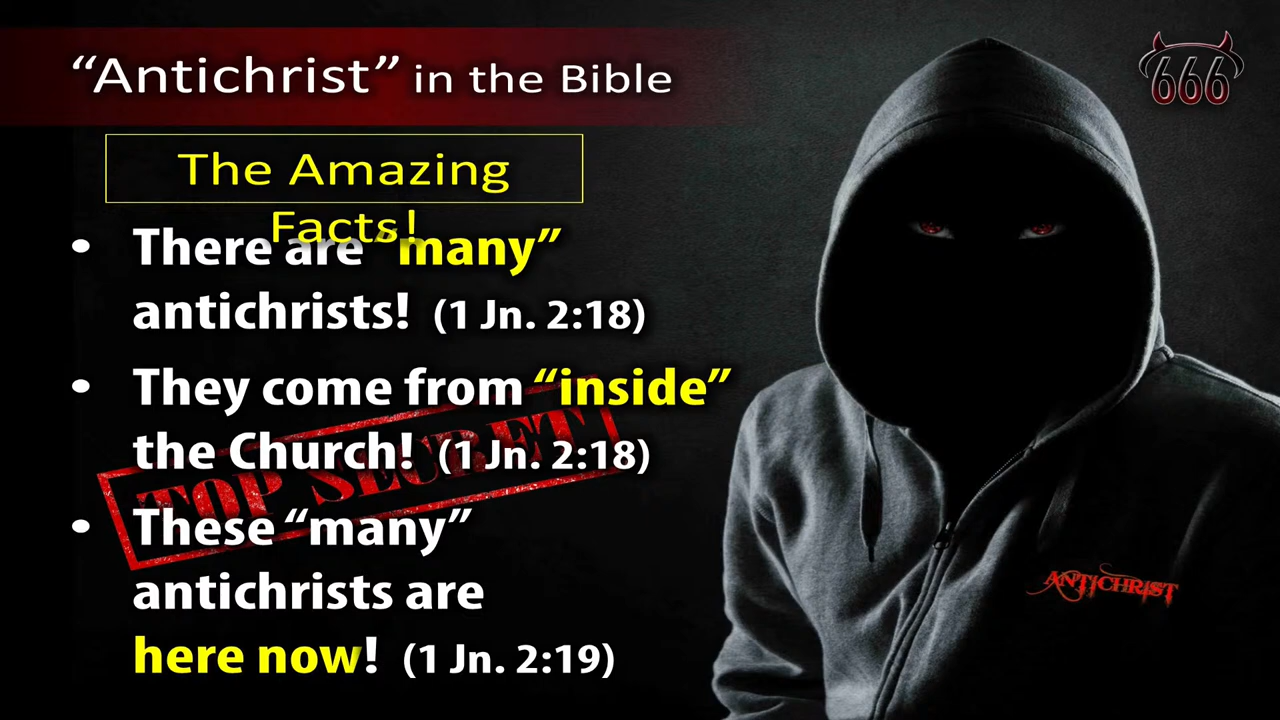 “Antichrist” in the Bible
666
The Amazing
Facts!
• There are “many”
antichrists! (1 Jn. 2:18)
• They come from “inside”
the Church! (1 Jn. 2:18)
TOP SECRET
• These “many”
antichrists are
here now! (1 Jn. 2:19)
ANTICHRIST